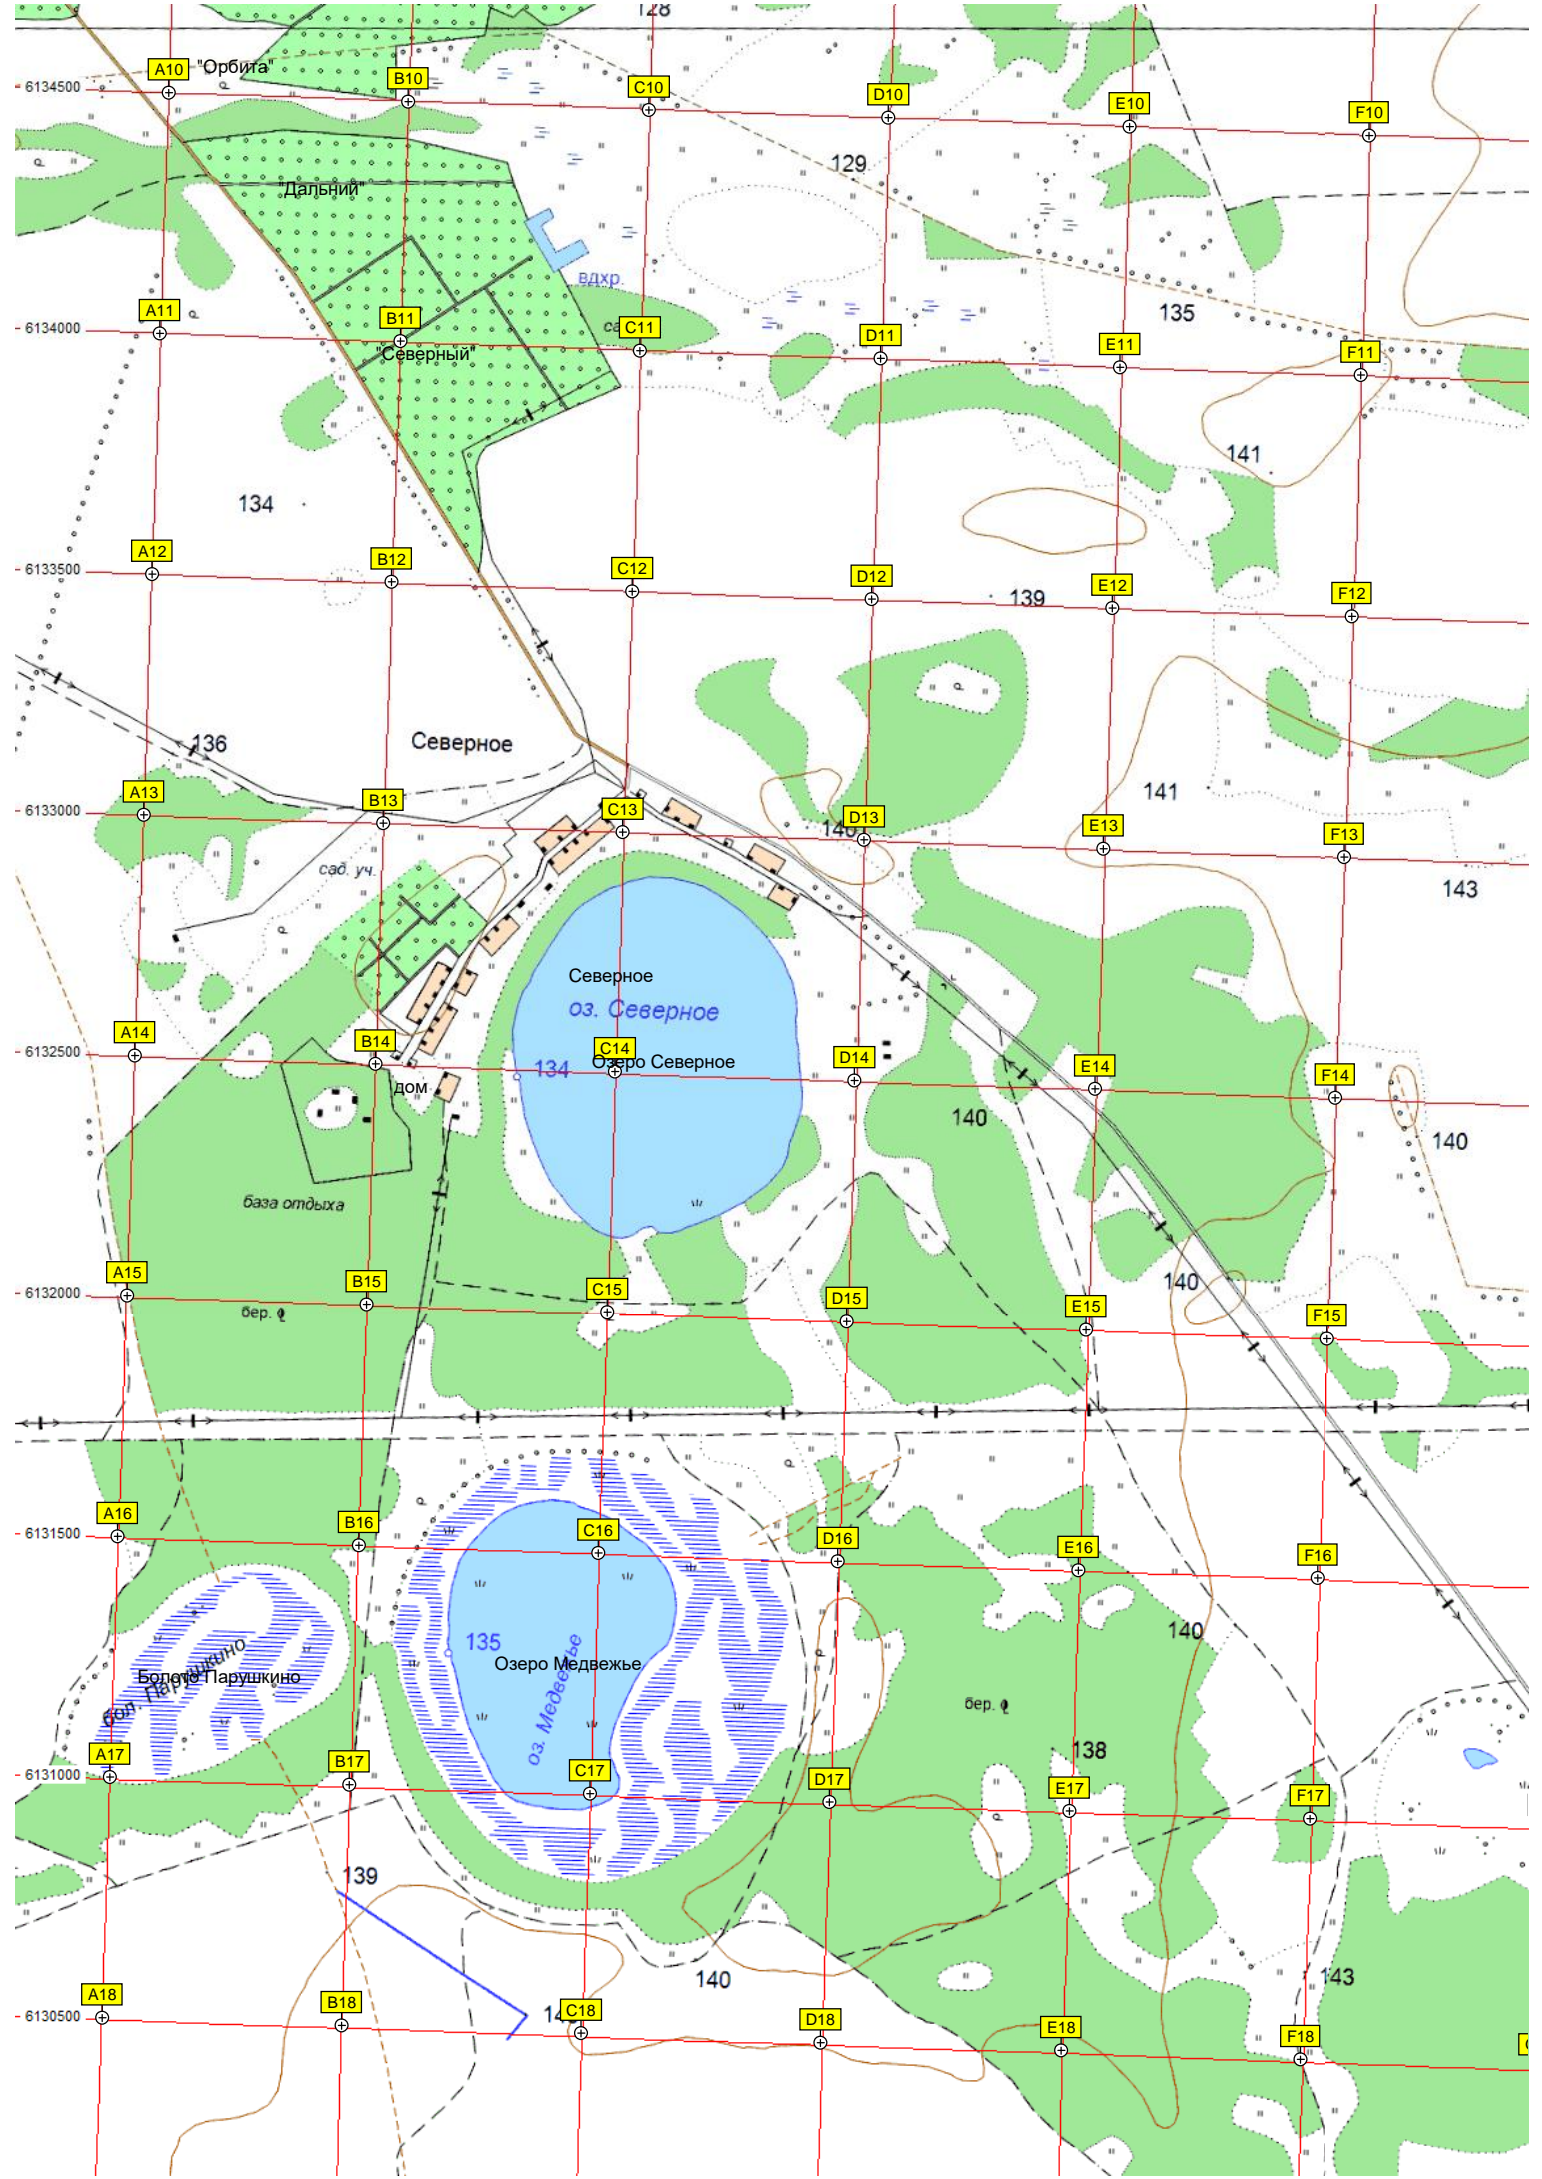 128
A10
"Орбита"
6134500
B10
C10
D10
E10
F10
129
"Дальний"
вдхр.
135
A11
6134000
B11
"Северный"
C11
D11
E11
F11
141
134
A12
6133500
B12
C12
D12
139
E12
F12
136
Северное
141
A13
6133000
B13
C13
D13
E13
F13
143
сад. уч.
Северное
оз. Северное
A14
6132500
B14
C14
134
Озеро Северное
D14
E14
F14
дом
140
140
база отдыха
A15
6132000
B15
C15
D15
140
E15
F15
бер.
A16
6131500
B16
C16
D16
E16
F16
135
140
Озеро Медвежье
оз. Медвежье
Болото Парушкино
бол. Парушкино
бер.
138
A17
6131000
B17
C17
D17
E17
F17
139
140
143
A18
6130500
B18
C18
D18
E18
F18